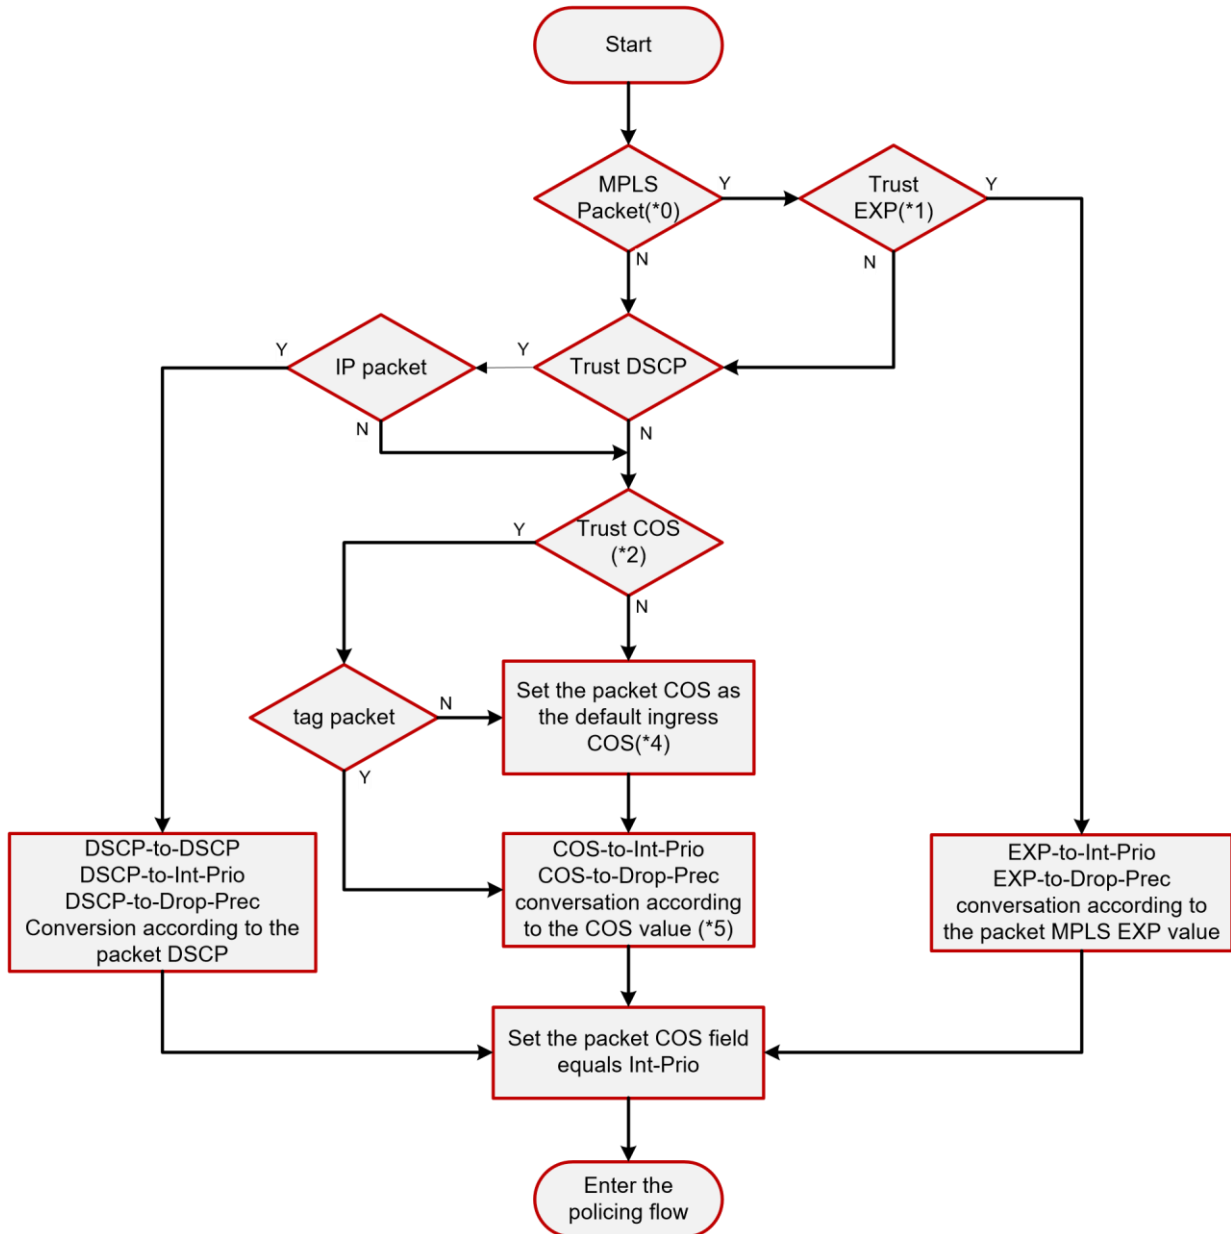 Start
MPLS
Packet(*0)
Y
Trust
EXP(*1)
Y
N
N
Y
IP packet
Y
Trust DSCP
N
N
Y
Trust COS
(*2)
N
tag packet
N
Set the packet COS as
the default ingress
COS(*4)
Y
DSCP-to-DSCP
DSCP-to-Int-Prio
DSCP-to-Drop-Prec
Conversion according to the
packet DSCP
COS-to-Int-Prio
COS-to-Drop-Prec
conversation according
to the COS value (*5)
EXP-to-Int-Prio
EXP-to-Drop-Prec
conversation according to
the packet MPLS EXP value
Set the packet COS field
equals Int-Prio
Enter the
policing flow